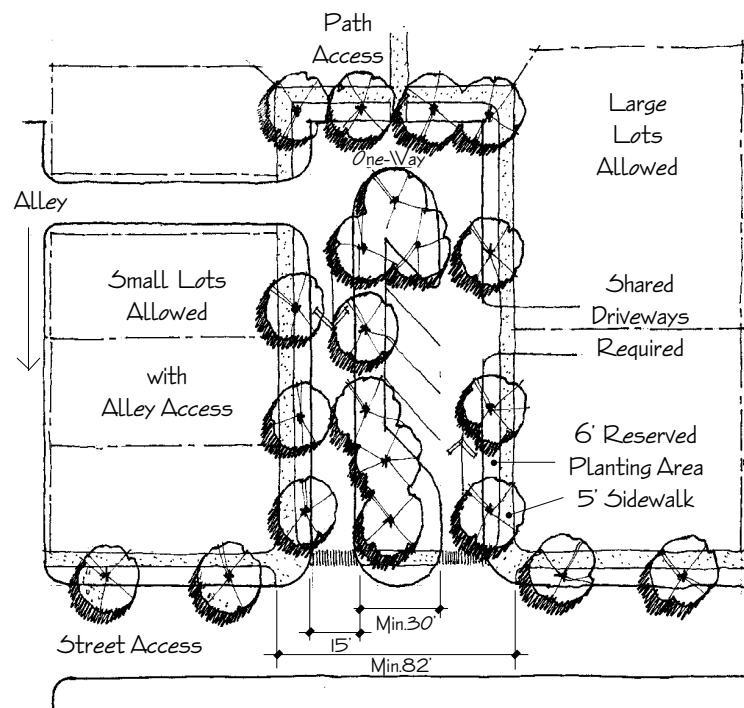 Path
Access
One-Way
Large
Lots
Allowed
Alley
Small Lots
Allowed
with
Alley Access
Shared
Driveways
Required
6' Reserved
Planting Area
5' Sidewalk
Street Access
Min.30'
15'
Min.82'